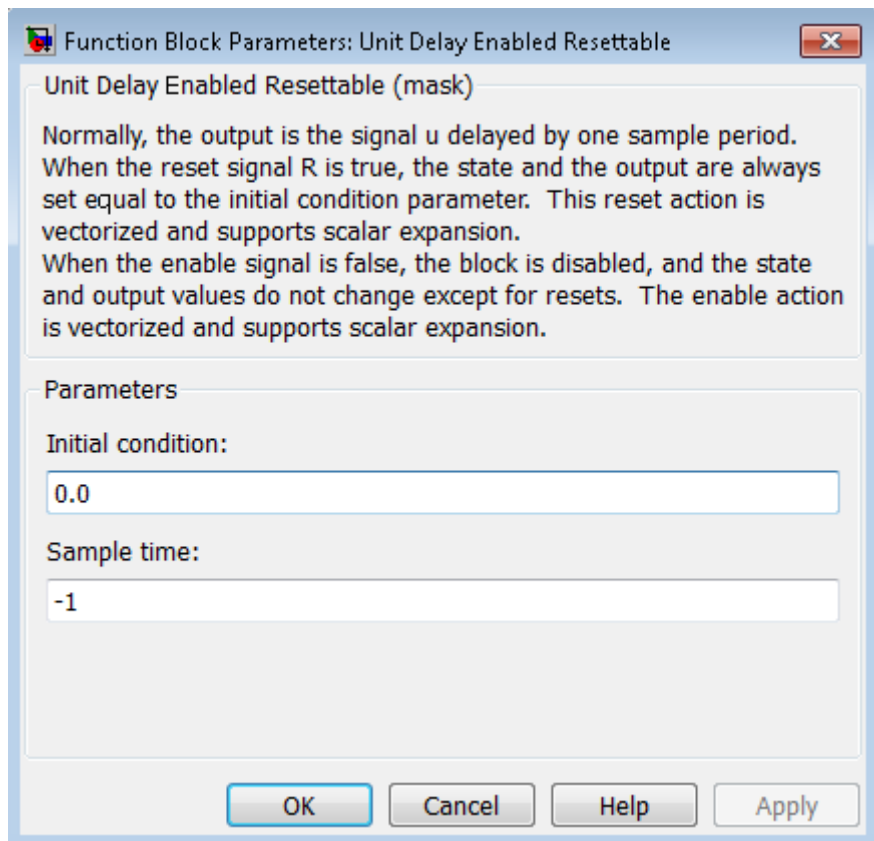 Function Block Parameters: Unit Delay Enabled Resettable
Unit Delay Enabled Resettable (mask)
Normally, the output is the signal u delayed by one sample period.
When the reset signal R is true, the state and the output are always
set equal to the initial condition parameter.  This reset action is
vectorized and supports scalar expansion.
When the enable signal is false, the block is disabled, and the state
and output values do not change except for resets.  The enable action
is vectorized and supports scalar expansion.
Parameters
Initial condition:
0.0
Sample time:
-1
OK Cancel Help Apply